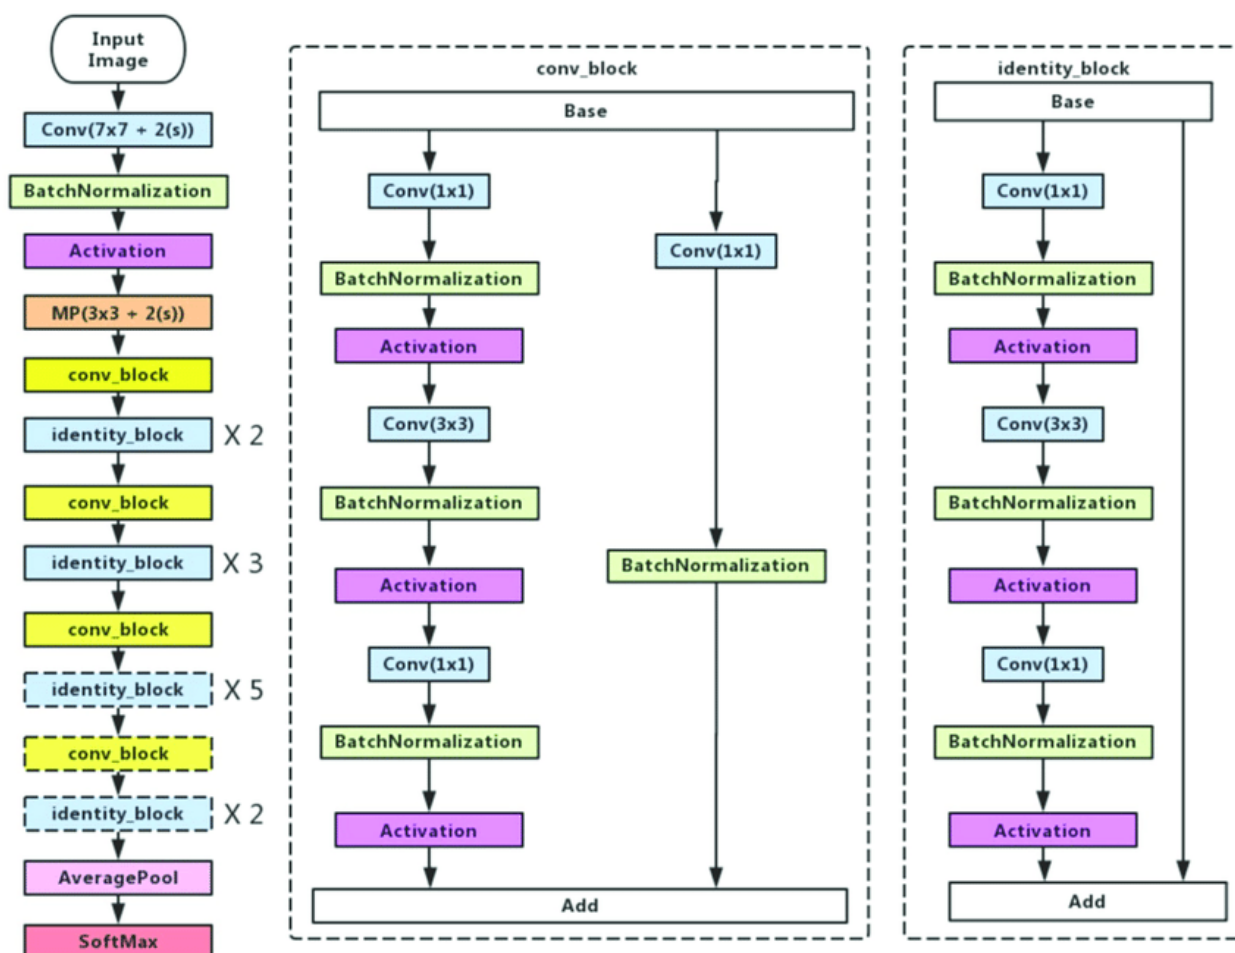 Input
Image
Conv(7x7 + 2(s))
BatchNormalization
Activation
MP(3x3 + 2(s))
conv_block
identity_block X 2
conv_block
identity_block X 3
conv_block
identity_block X 5
conv_block
identity_block X 2
AveragePool
SoftMax
conv_block
Base
Conv(1x1)
BatchNormalization
Activation
Conv(3x3)
BatchNormalization
Activation
Conv(1x1)
BatchNormalization
Activation
Conv(1x1)
BatchNormalization
Add
identity_block
Base
Conv(1x1)
BatchNormalization
Activation
Conv(3x3)
BatchNormalization
Activation
Conv(1x1)
BatchNormalization
Activation
Add